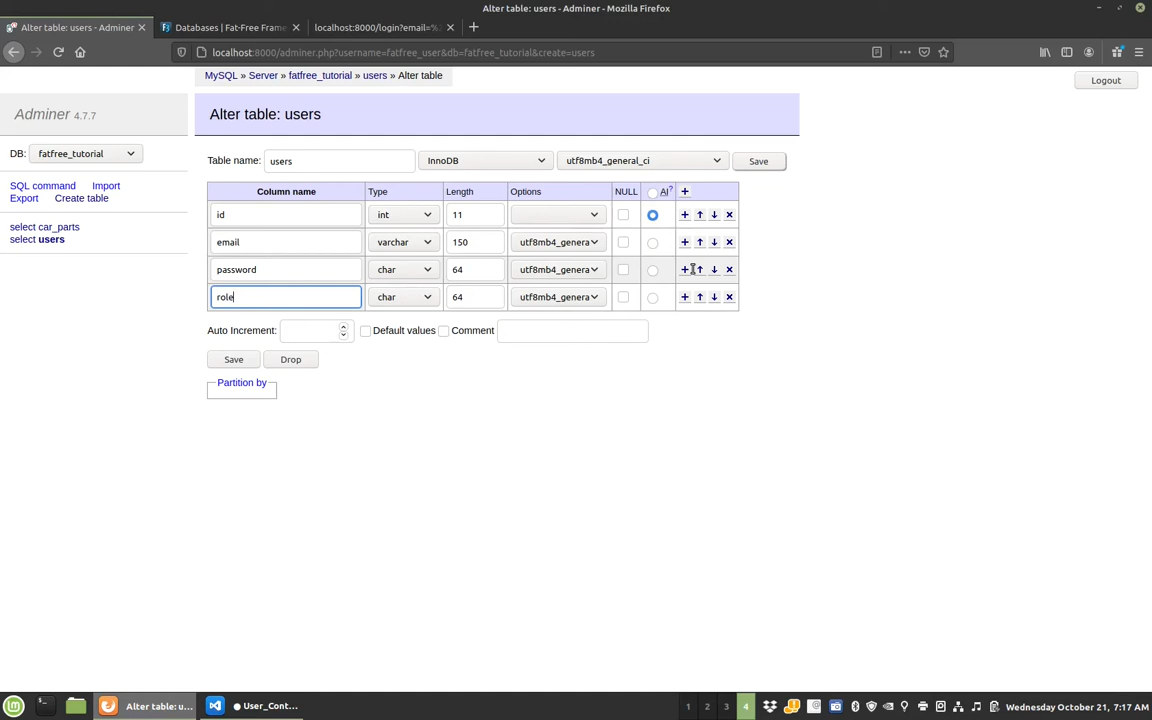 Alter table: users - Adminer - Mozilla Firefox
Alter table: users - Adminer
Databases | Fat-Free Frame
localhost:8000/login?email=%
localhost:8000/adminer.php?username=fatfree_user&db=fatfree_tutorial&create=users
MySQL » Server » fatfree_tutorial » users » Alter table
Logout
Adminer 4.7.7
Alter table: users
DB: fatfree_tutorial
Table name: users InnoDB utf8mb4_general_ci Save
SQL command Import
Export Create table
select car_parts
select users
Column name Type Length Options NULL AI?
id int 11
email varchar 150 utf8mb4_genera
password char 64 utf8mb4_genera
role char 64 utf8mb4_genera
Auto Increment: Default values Comment
Save Drop
Partition by
Alter table: u...
User_Cont...
1 2 3 4
Wednesday October 21, 7:17 AM